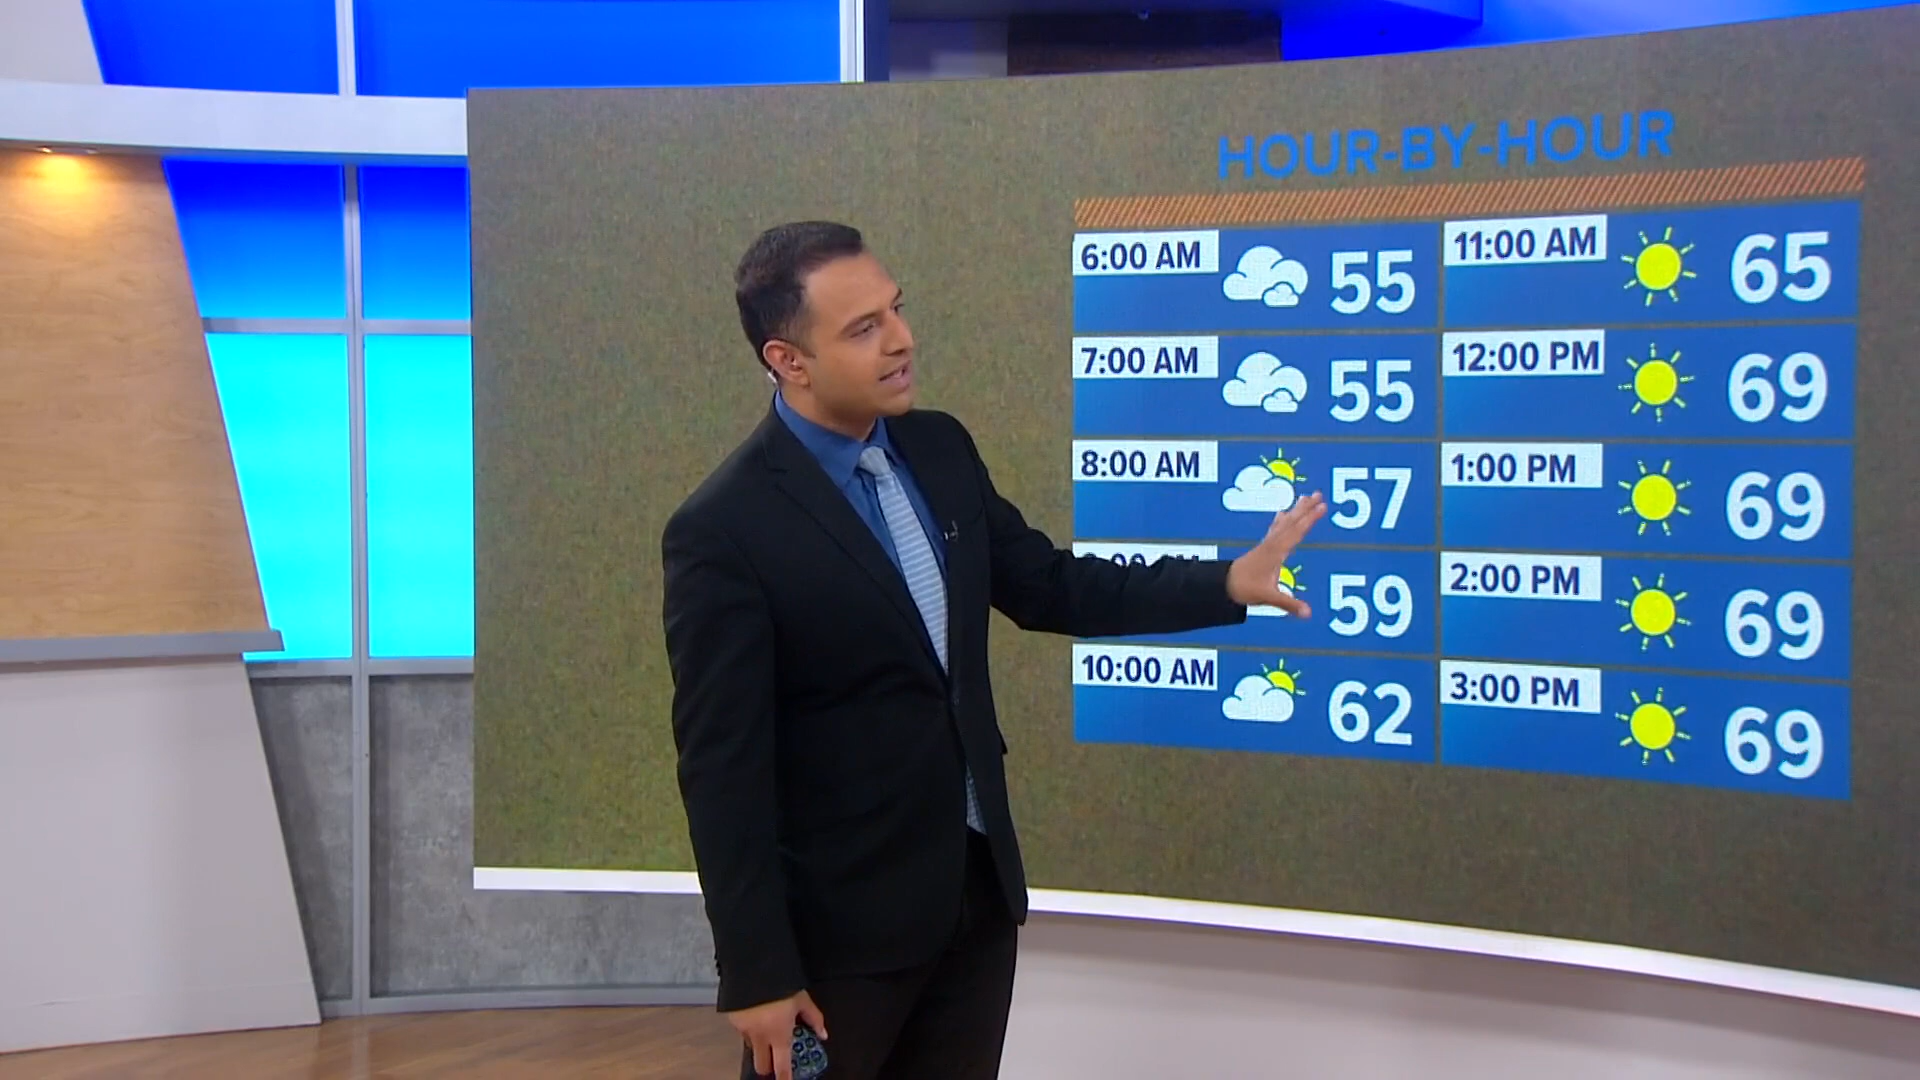 HOUR-BY-HOUR
6:00 AM 55
7:00 AM 55
8:00 AM 57
59
10:00 AM 62
11:00 AM 65
12:00 PM 69
1:00 PM 69
2:00 PM 69
3:00 PM 69